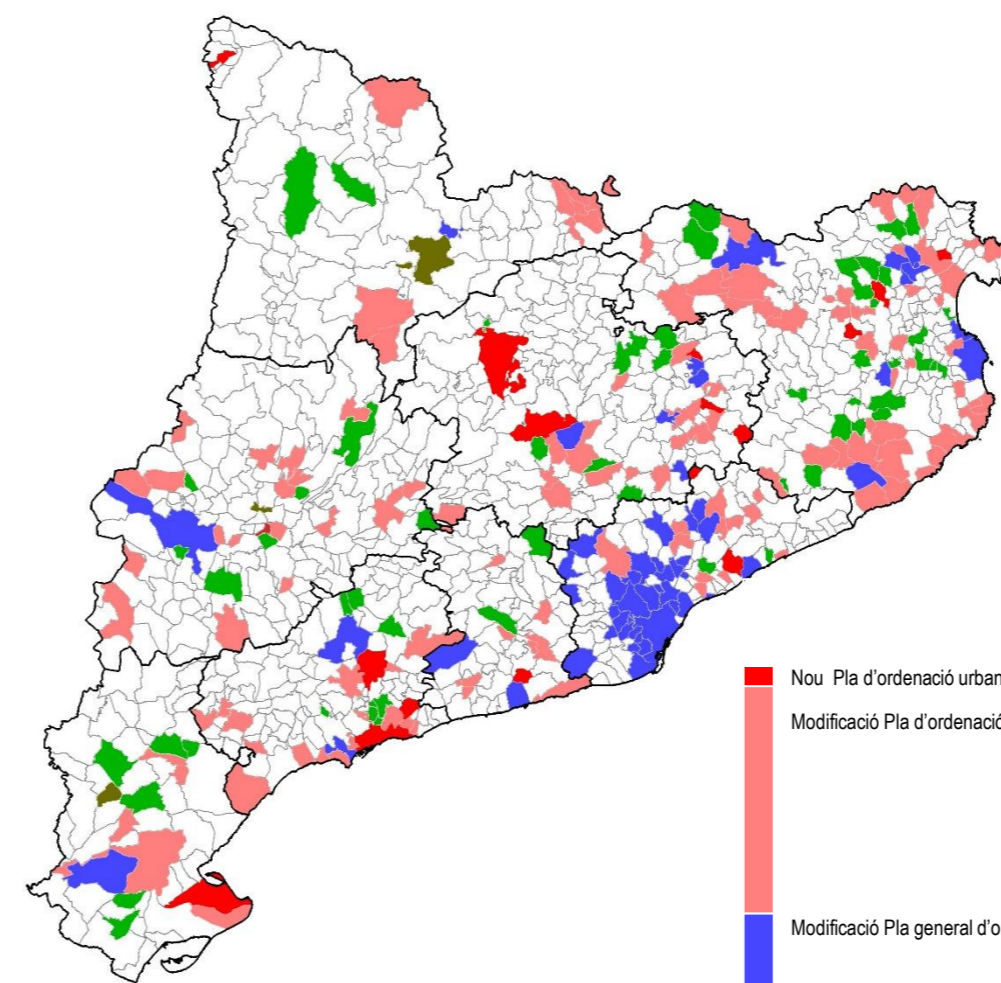 Nou Pla d'ordenació urban
Modificació Pla d'ordenació
Modificació Pla general d'o